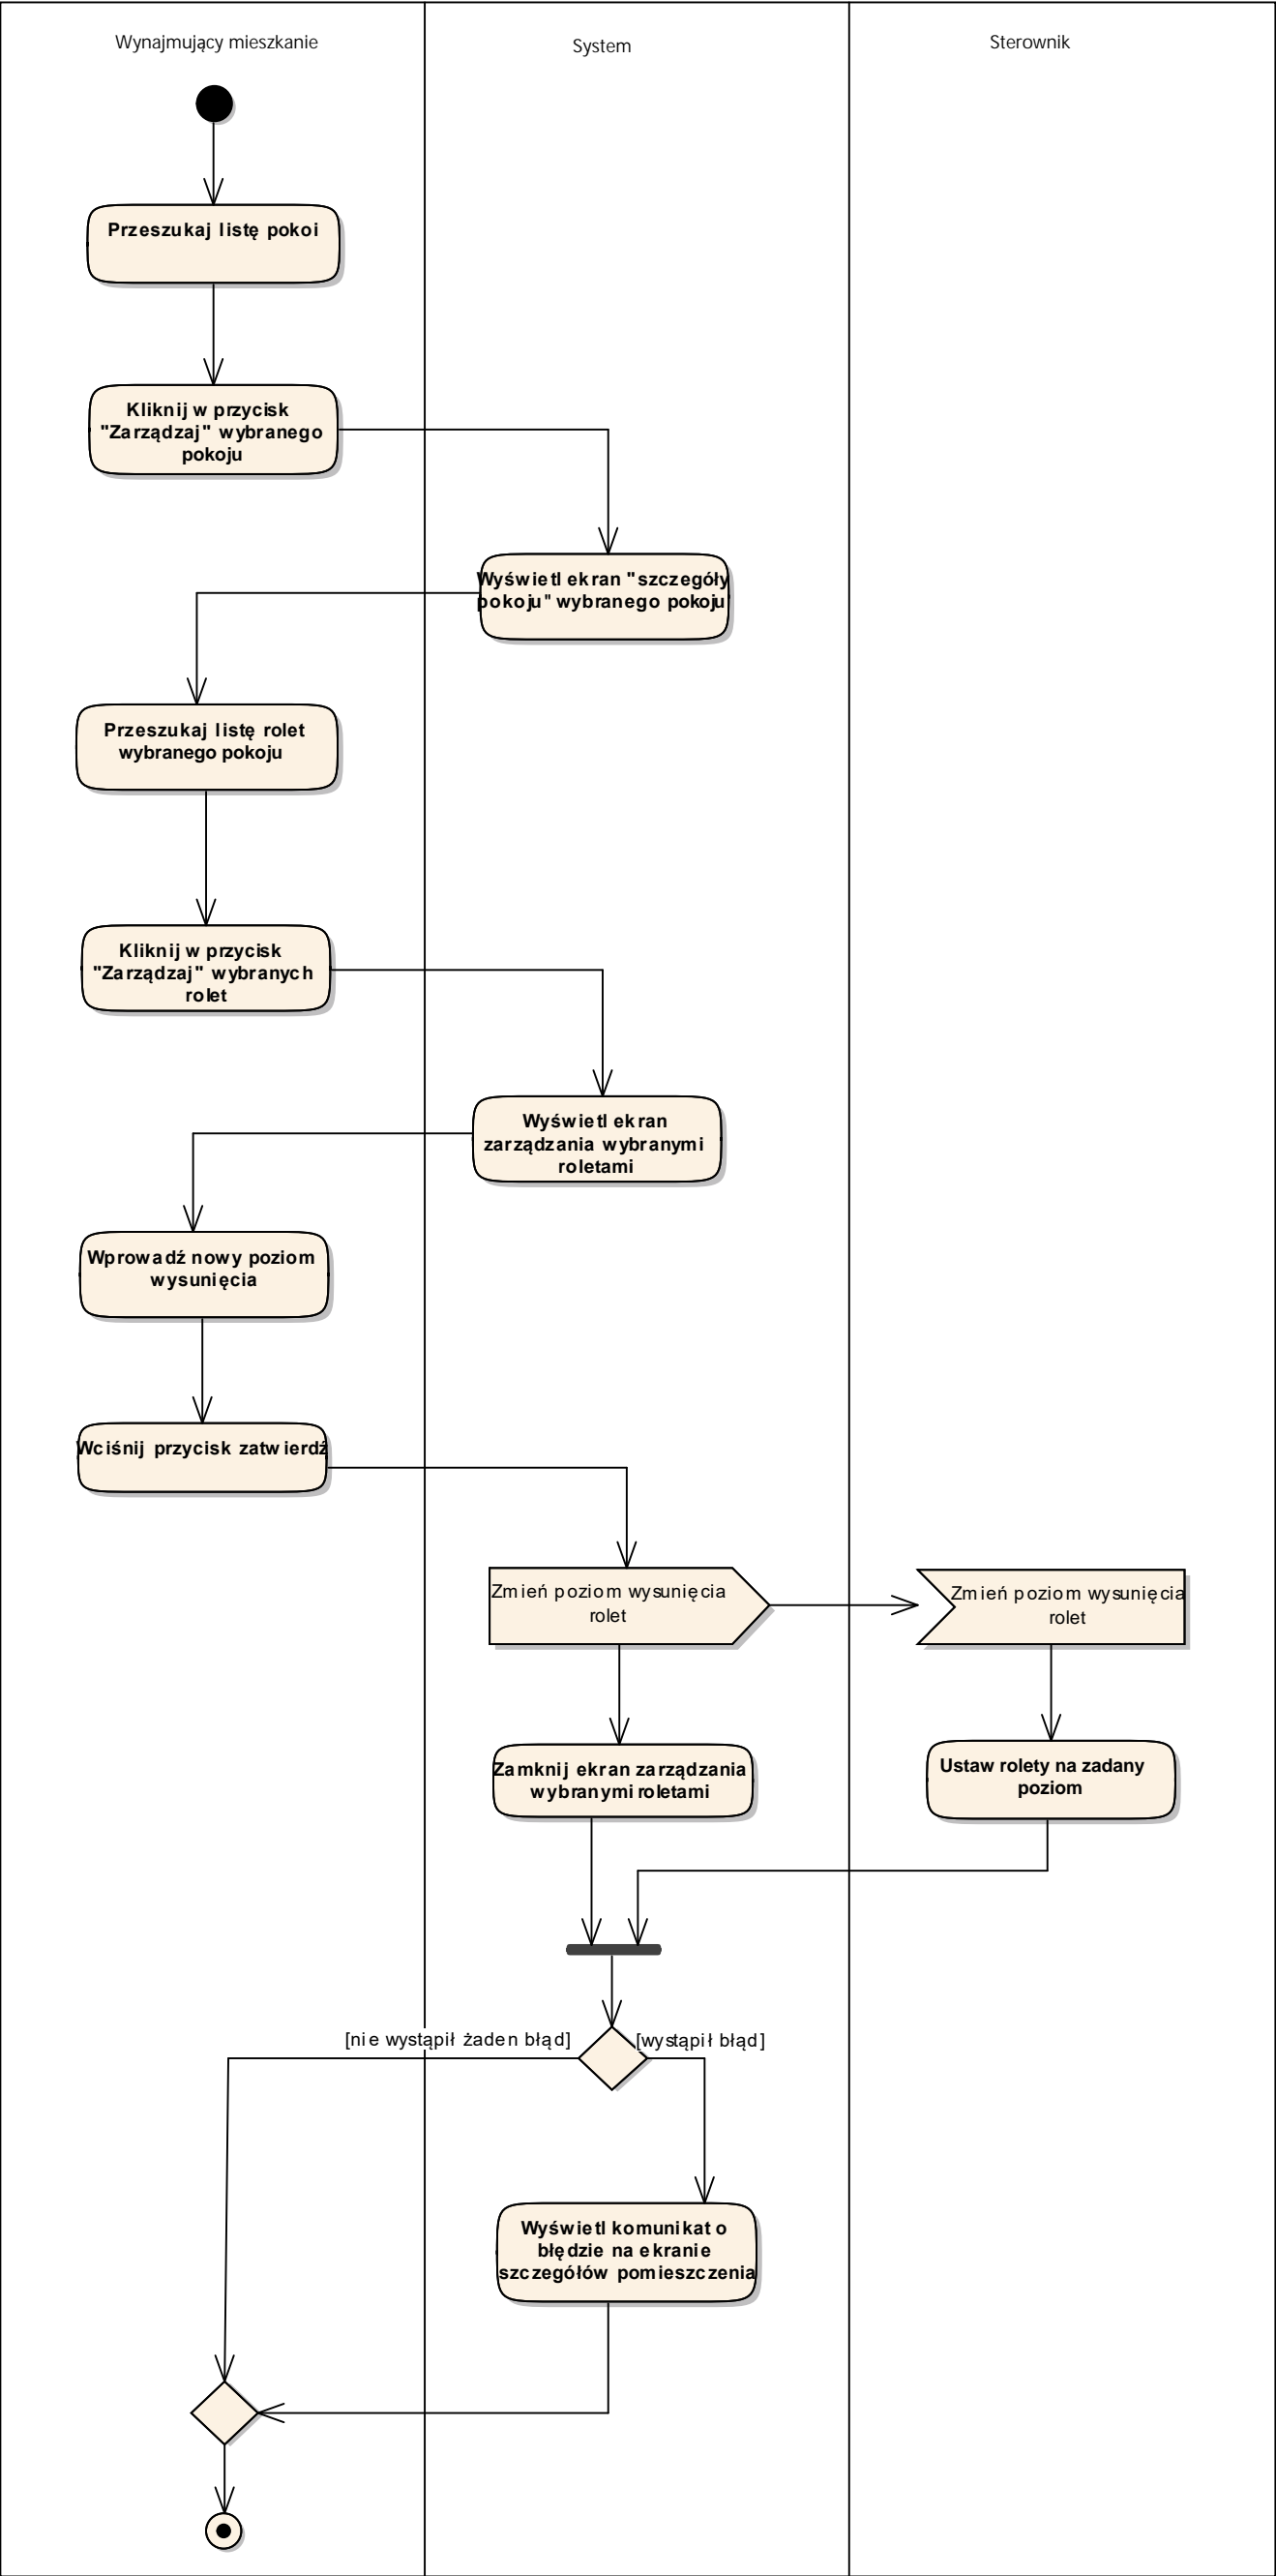 Wynajmujący mieszkanie
System
Sterownik
Przeszukaj listę pokoi
Kliknij w przycisk
"Zarządzaj" wybranego
pokoju
Wyświetl ekran "szczegóły
pokoju" wybranego pokoju
Przeszukaj listę rolet
wybranego pokoju
Kliknij w przycisk
"Zarządzaj" wybranych
rolet
Wyświetl ekran
zarządzania wybranymi
roletami
Wprowadź nowy poziom
wysunięcia
Wciśnij przycisk zatwierdź
Zmień poziom wysunięcia
rolet
Zmień poziom wysunięcia
rolet
Zamknij ekran zarządzania
wybranymi roletami
Ustaw rolety na zadany
poziom
[nie wystąpił żaden błąd]
[wystąpił błąd]
Wyświetl komunikat o
błędzie na ekranie
szczegółów pomieszczenia